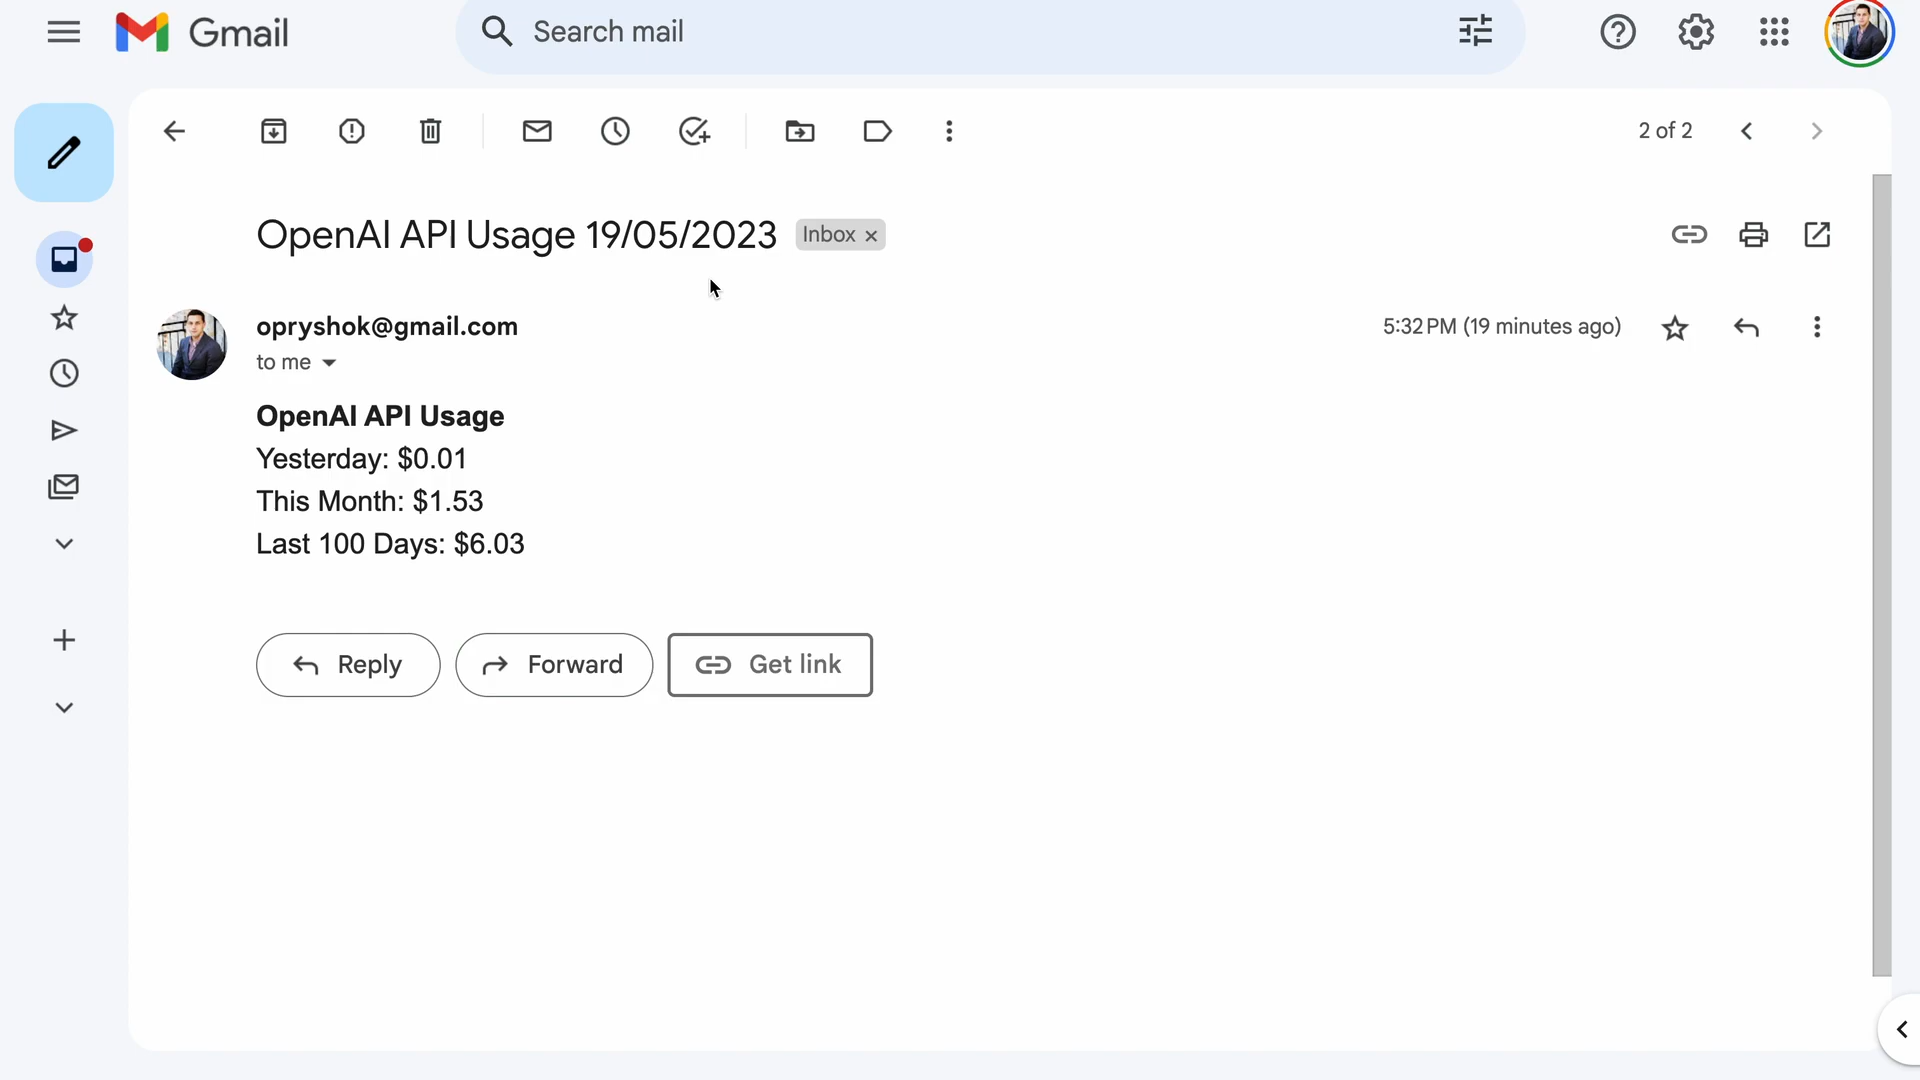 Gmail
Search mail
2 of 2
OpenAI API Usage 19/05/2023
Inbox ×
opryshok@gmail.com
5:32 PM (19 minutes ago)
to me
OpenAI API Usage
Yesterday: $0.01
This Month: $1.53
Last 100 Days: $6.03
Reply
Forward
Get link